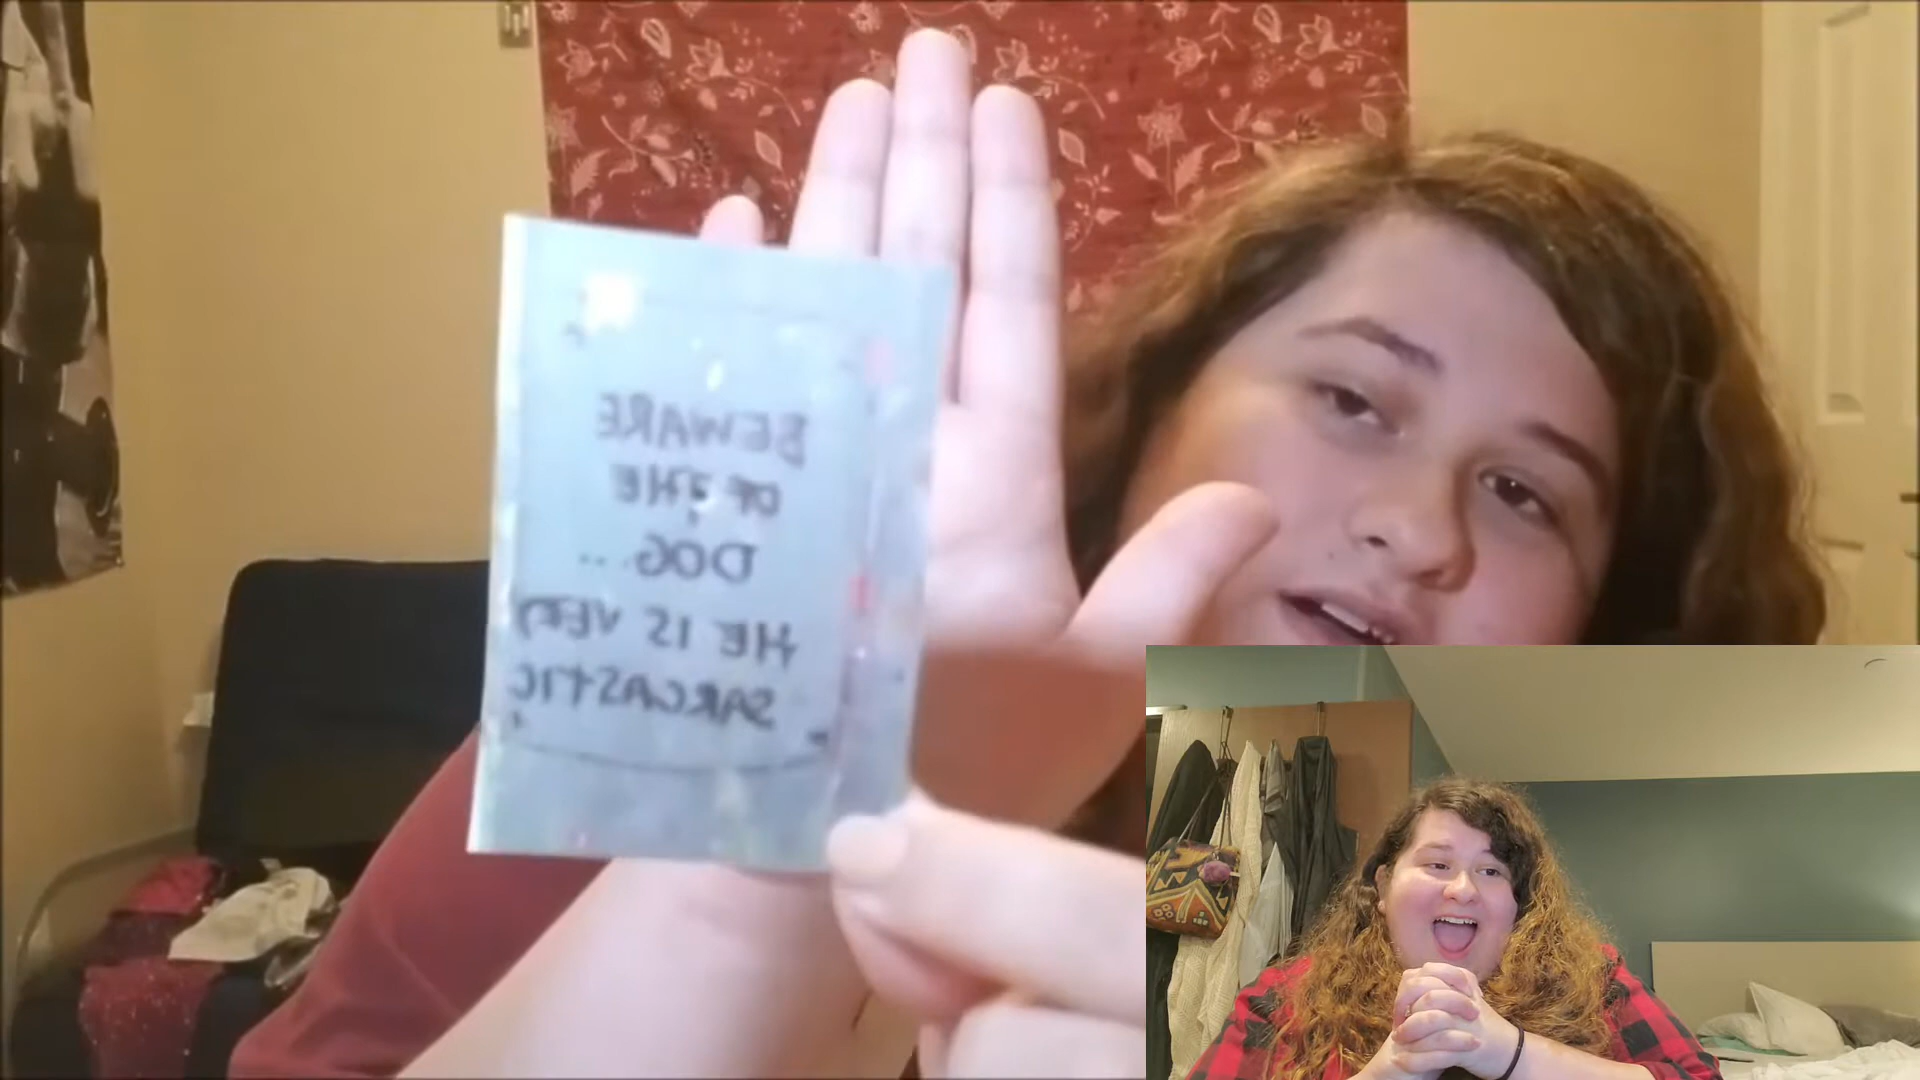 BEWARE
OF THE
DOG...
HE IS VERY
SARCASTIC